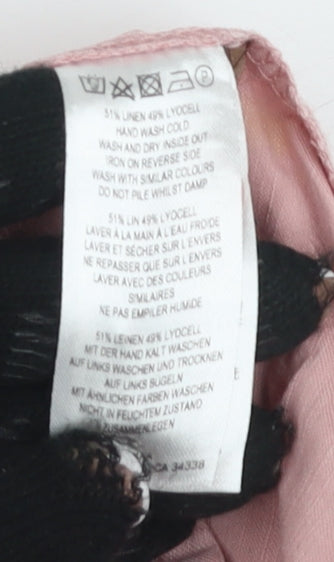 51% LINEN 49% LYOCELL
HAND WASH COLD
WASH AND DRY INSIDE OUT
IRON ON REVERSE SIDE
WASH WITH SIMILAR COLOURS
DO NOT PILE WHILST DAMP
51% LIN 49% LYOCELL
LAVER À LA MAIN À L'EAU FROIDE
LAVER ET SÉCHER SUR L'ENVERS
NE REPASSER QUE SUR L'ENVERS
LAVER AVEC DES COULEURS
SIMILAIRES
NE PAS EMPILER HUMIDE
51% LEINEN 49% LYOCELL
MIT DER HAND KALT WASCHEN
AUF LINKS WASCHEN UND TROCKNEN
AUF LINKS BÜGELN
MIT ÄHNLICHEN FARBEN WASCHEN
NICHT IN FEUCHTEM ZUSTAND
ZUSAMMENLEGEN
CA 34338